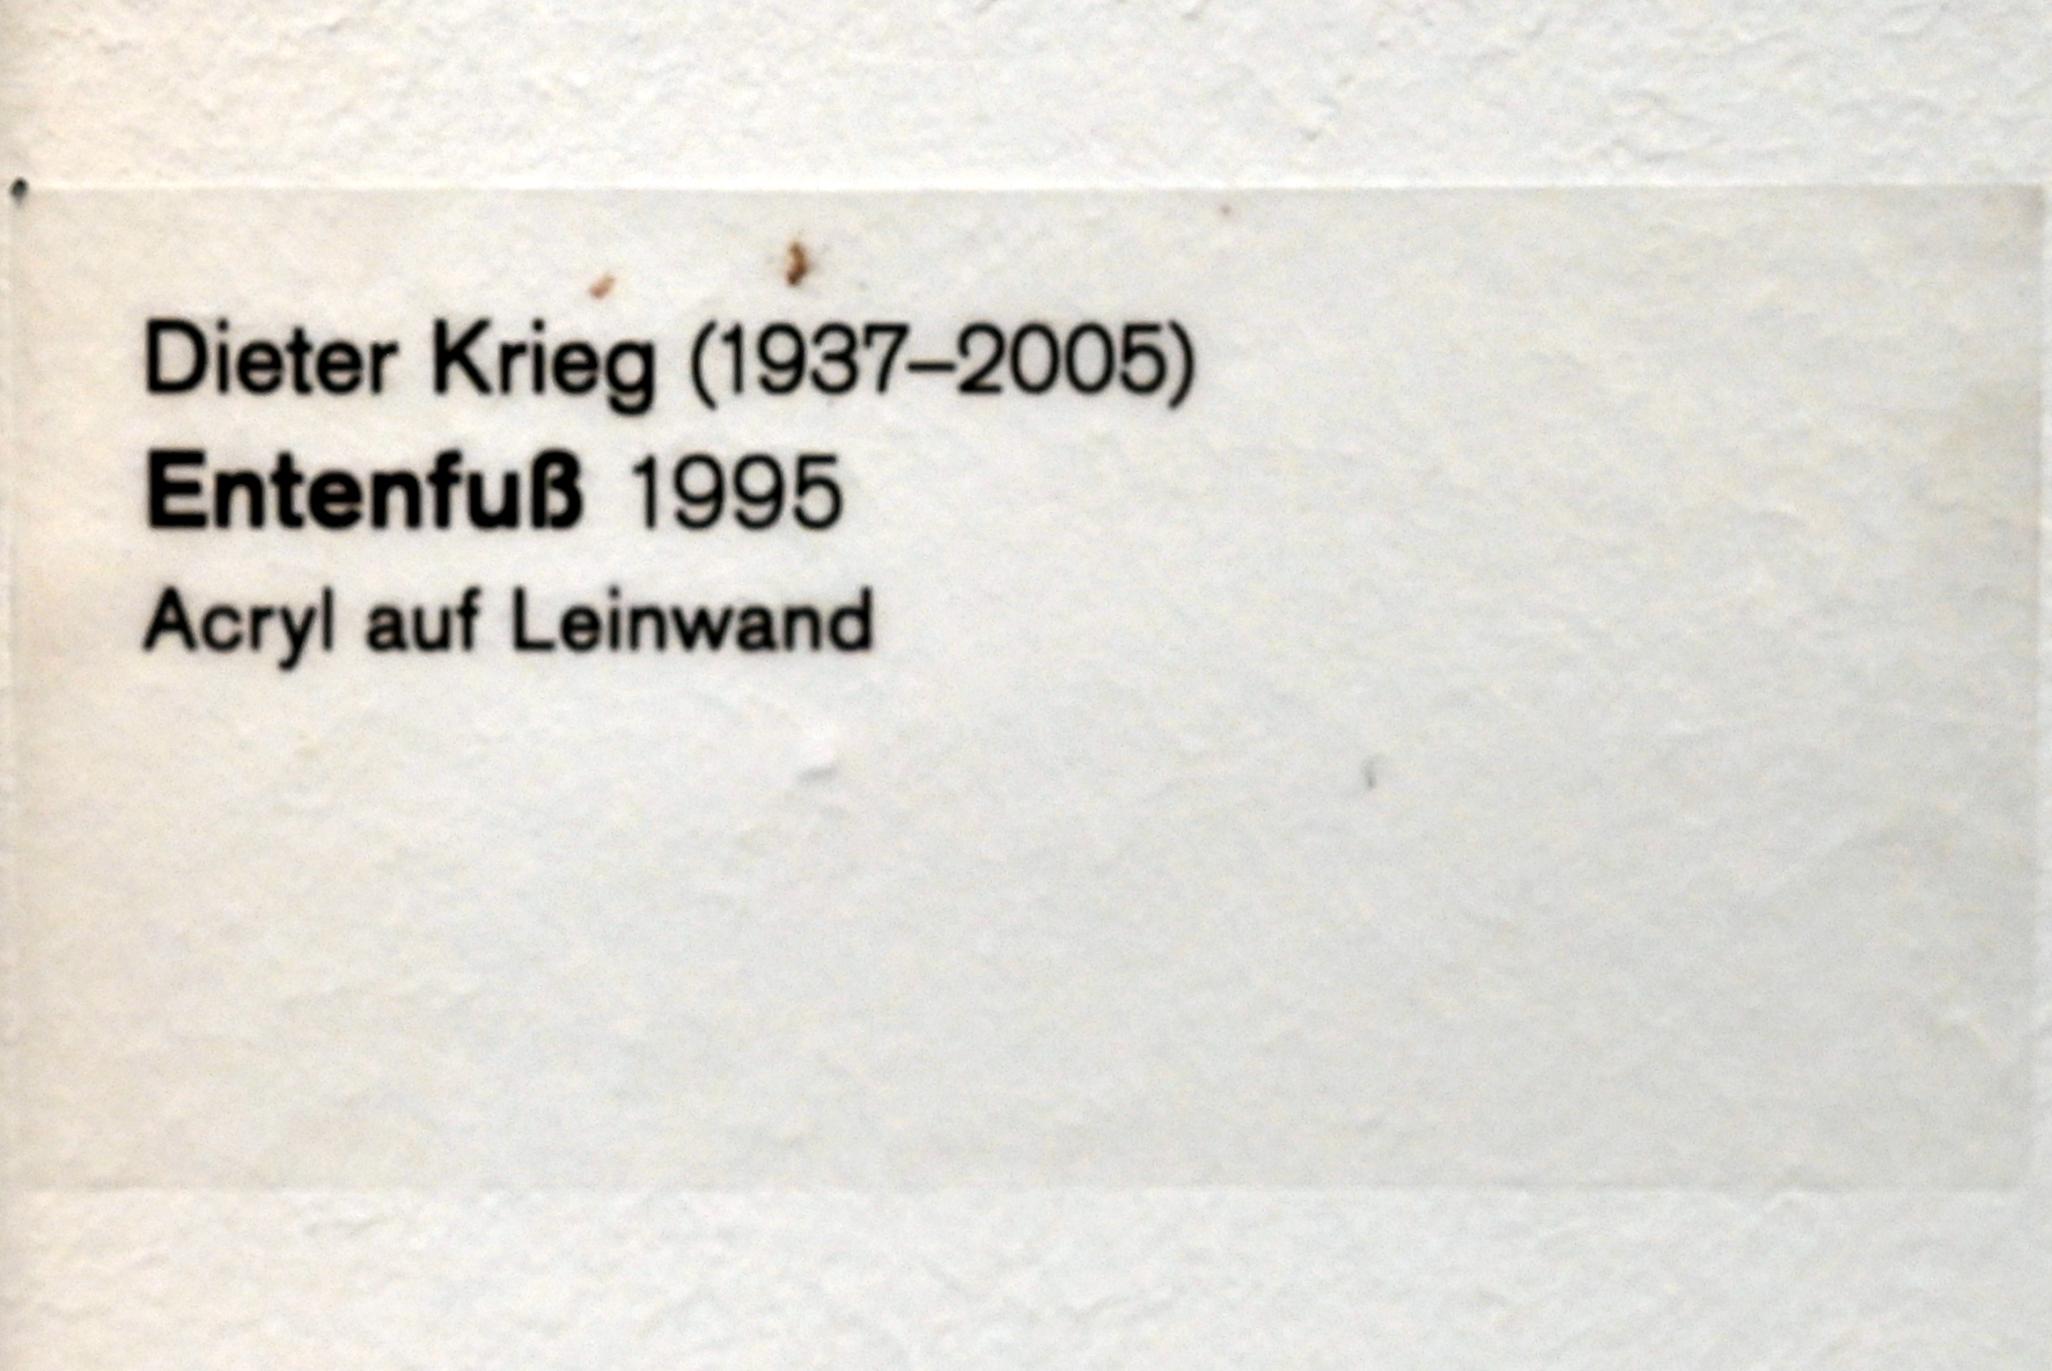 Dieter Krieg (1937–2005)
Entenfuß 1995
Acryl auf Leinwand